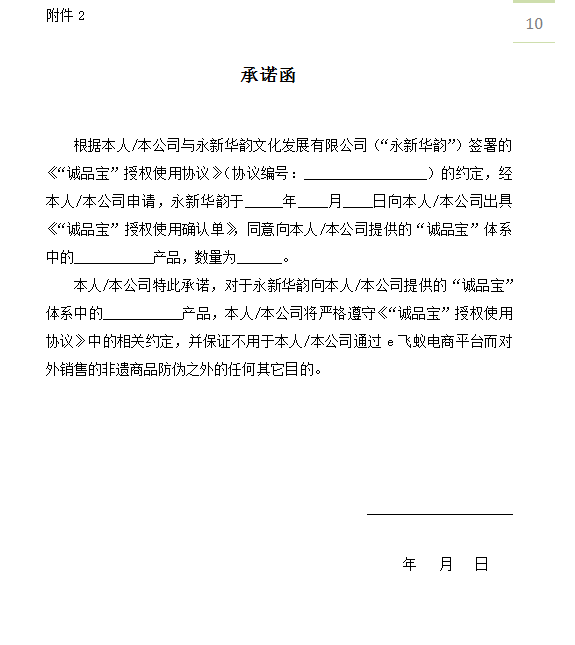 附件 2
10
承诺函
根据本人/本公司与永新华韵文化发展有限公司（“永新华韵”）签署的
《“诚品宝”授权使用协议》（协议编号：_________________）的约定，经
本人/本公司申请，永新华韵于_____年____月____日向本人/本公司出具
《“诚品宝”授权使用确认单》，同意向本人/本公司提供的“诚品宝”体系
中的___________产品，数量为______。
本人/本公司特此承诺，对于永新华韵向本人/本公司提供的“诚品宝”
体系中的___________产品，本人/本公司将严格遵守《“诚品宝”授权使用
协议》中的相关约定，并保证不用于本人/本公司通过 e 飞蚁电商平台而对
外销售的非遗商品防伪之外的任何其它目的。
年 月 日